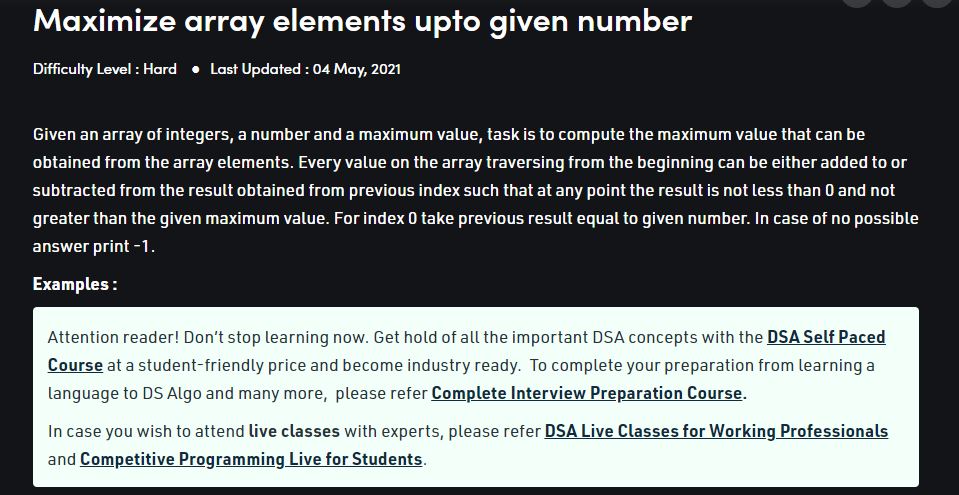 Maximize array elements upto given number
Difficulty Level : Hard ● Last Updated : 04 May, 2021
Given an array of integers, a number and a maximum value, task is to compute the maximum value that can be
obtained from the array elements. Every value on the array traversing from the beginning can be either added to or
subtracted from the result obtained from previous index such that at any point the result is not less than 0 and not
greater than the given maximum value. For index 0 take previous result equal to given number. In case of no possible
answer print -1.
Examples :
Attention reader! Don’t stop learning now. Get hold of all the important DSA concepts with the DSA Self Paced
Course at a student-friendly price and become industry ready. To complete your preparation from learning a
language to DS Algo and many more, please refer Complete Interview Preparation Course.
In case you wish to attend live classes with experts, please refer DSA Live Classes for Working Professionals
and Competitive Programming Live for Students.